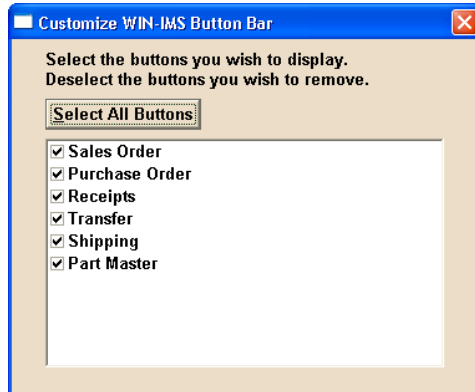 Customize WIN-IMS Button Bar
Select the buttons you wish to display.
Deselect the buttons you wish to remove.
Select All Buttons
Sales Order
Purchase Order
Receipts
Transfer
Shipping
Part Master